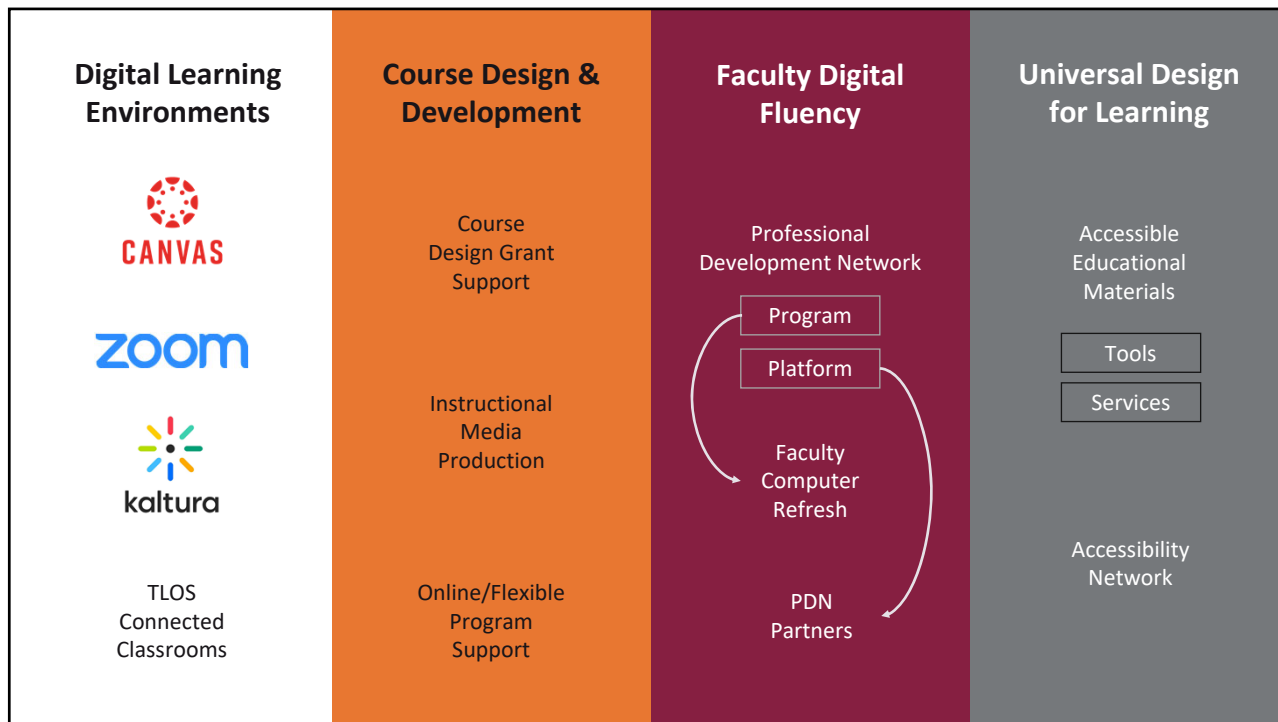 Digital Learning
Environments
CANVAS
zoom
kaltura
TLOS
Connected
Classrooms
Course Design &
Development
Course
Design Grant
Support
Instructional
Media
Production
Online/Flexible
Program
Support
Faculty Digital
Fluency
Professional
Development Network
Program
Platform
Faculty
Computer
Refresh
PDN
Partners
Universal Design
for Learning
Accessible
Educational
Materials
Tools
Services
Accessibility
Network